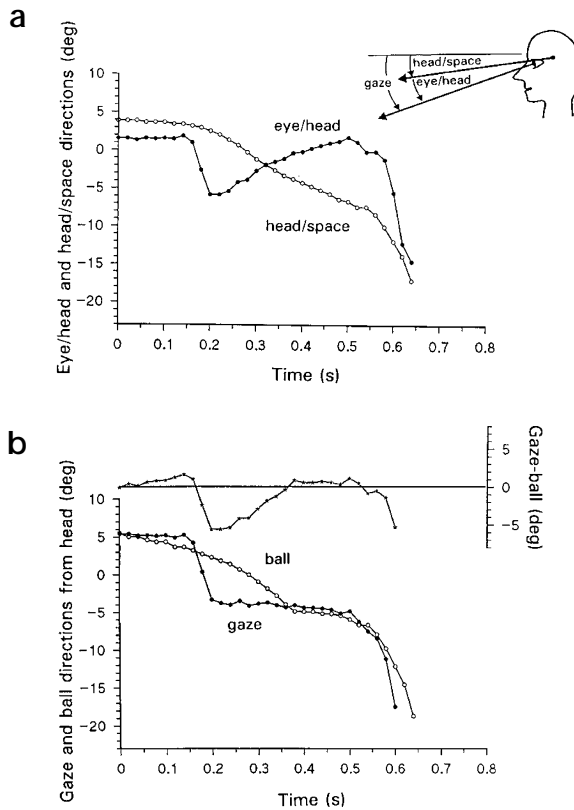 a
Eye/head and head/space directions (deg)
10
5
0
−5
−10
−15
−20
eye/head
head/space
0 0.1 0.2 0.3 0.4 0.5 0.6 0.7 0.8
Time (s)
head/space
gaze
eye/head
b
Gaze and ball directions from head (deg)
10
5
0
−5
−10
−15
−20
ball
gaze
0 0.1 0.2 0.3 0.4 0.5 0.6 0.7 0.8
Time (s)
5
0
−5
Gaze-ball
(deg)